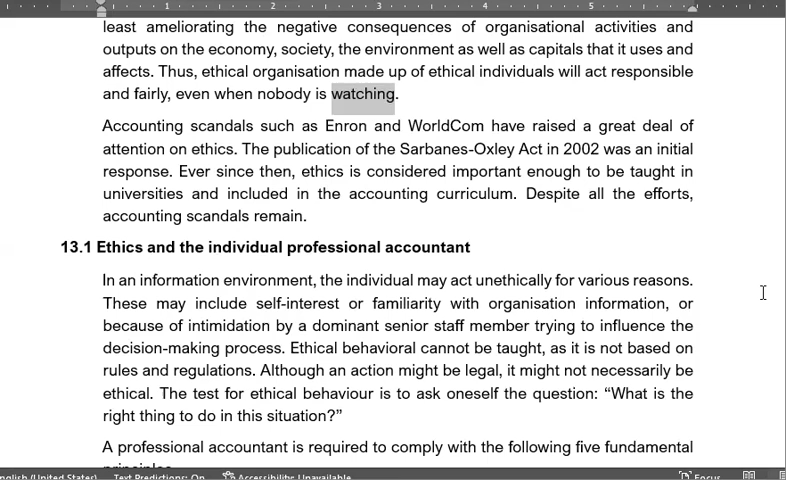 1 2 3 4 5
least ameliorating the negative consequences of organisational activities and
outputs on the economy, society, the environment as well as capitals that it uses and
affects. Thus, ethical organisation made up of ethical individuals will act responsible
and fairly, even when nobody is watching.
Accounting scandals such as Enron and WorldCom have raised a great deal of
attention on ethics. The publication of the Sarbanes-Oxley Act in 2002 was an initial
response. Ever since then, ethics is considered important enough to be taught in
universities and included in the accounting curriculum. Despite all the efforts,
accounting scandals remain.
13.1 Ethics and the individual professional accountant
In an information environment, the individual may act unethically for various reasons.
These may include self-interest or familiarity with organisation information, or
because of intimidation by a dominant senior staff member trying to influence the
decision-making process. Ethical behavioral cannot be taught, as it is not based on
rules and regulations. Although an action might be legal, it might not necessarily be
ethical. The test for ethical behaviour is to ask oneself the question: “What is the
right thing to do in this situation?”
A professional accountant is required to comply with the following five fundamental
principles
nglish (United States) Text Predictions: On Accessibility: Unavailable Focus